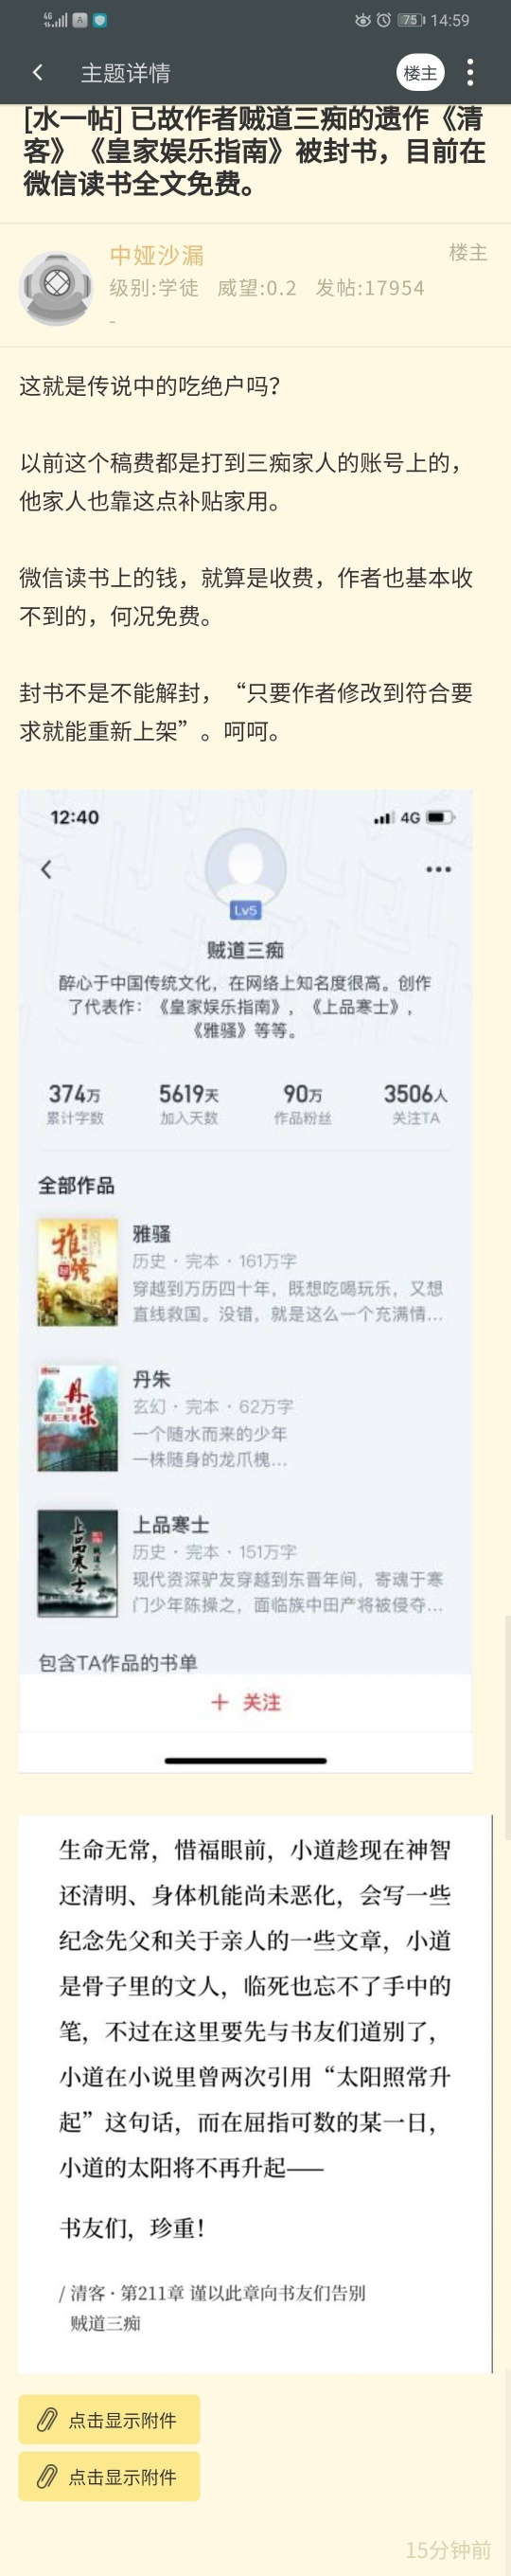 4G
75
14:59
主题详情
楼主
[水一帖] 已故作者贼道三痴的遗作《清
客》《皇家娱乐指南》被封书，目前在
微信读书全文免费。
中娅沙漏
楼主
级别:学徒 威望:0.2 发帖:17954
-
这就是传说中的吃绝户吗？
以前这个稿费都是打到三痴家人的账号上的，
他家人也靠这点补贴家用。
微信读书上的钱，就算是收费，作者也基本收
不到的，何况免费。
封书不是不能解封，“只要作者修改到符合要
求就能重新上架”。呵呵。
12:40
4G
Lv5
贼道三痴
醉心于中国传统文化，在网络上知名度很高。创作
了代表作：《皇家娱乐指南》，《上品寒士》，
《雅骚》等等。
374万 5619天 90万 3506人
累计字数 加入天数 作品粉丝 关注TA
全部作品
雅骚
雅骚
历史·完本·161万字
穿越到万历四十年，既想吃喝玩乐，又想
直线救国。没错，就是这么一个充满情...
丹朱
丹朱
玄幻·完本·62万字
一个随水而来的少年
一株随身的龙爪槐...
上品寒士
上品寒士
历史·完本·151万字
现代资深驴友穿越到东晋年间，寄魂于寒
门少年陈操之，面临族中田产将被侵夺...
包含TA作品的书单
＋ 关注
生命无常，惜福眼前，小道趁现在神智
还清明、身体机能尚未恶化，会写一些
纪念先父和关于亲人的一些文章，小道
是骨子里的文人，临死也忘不了手中的
笔，不过在这里要先与书友们道别了，
小道在小说里曾两次引用“太阳照常升
起”这句话，而在屈指可数的某一日，
小道的太阳将不再升起——
书友们，珍重！
/ 清客·第211章 谨以此章向书友们告别
贼道三痴
点击显示附件
点击显示附件
15分钟前